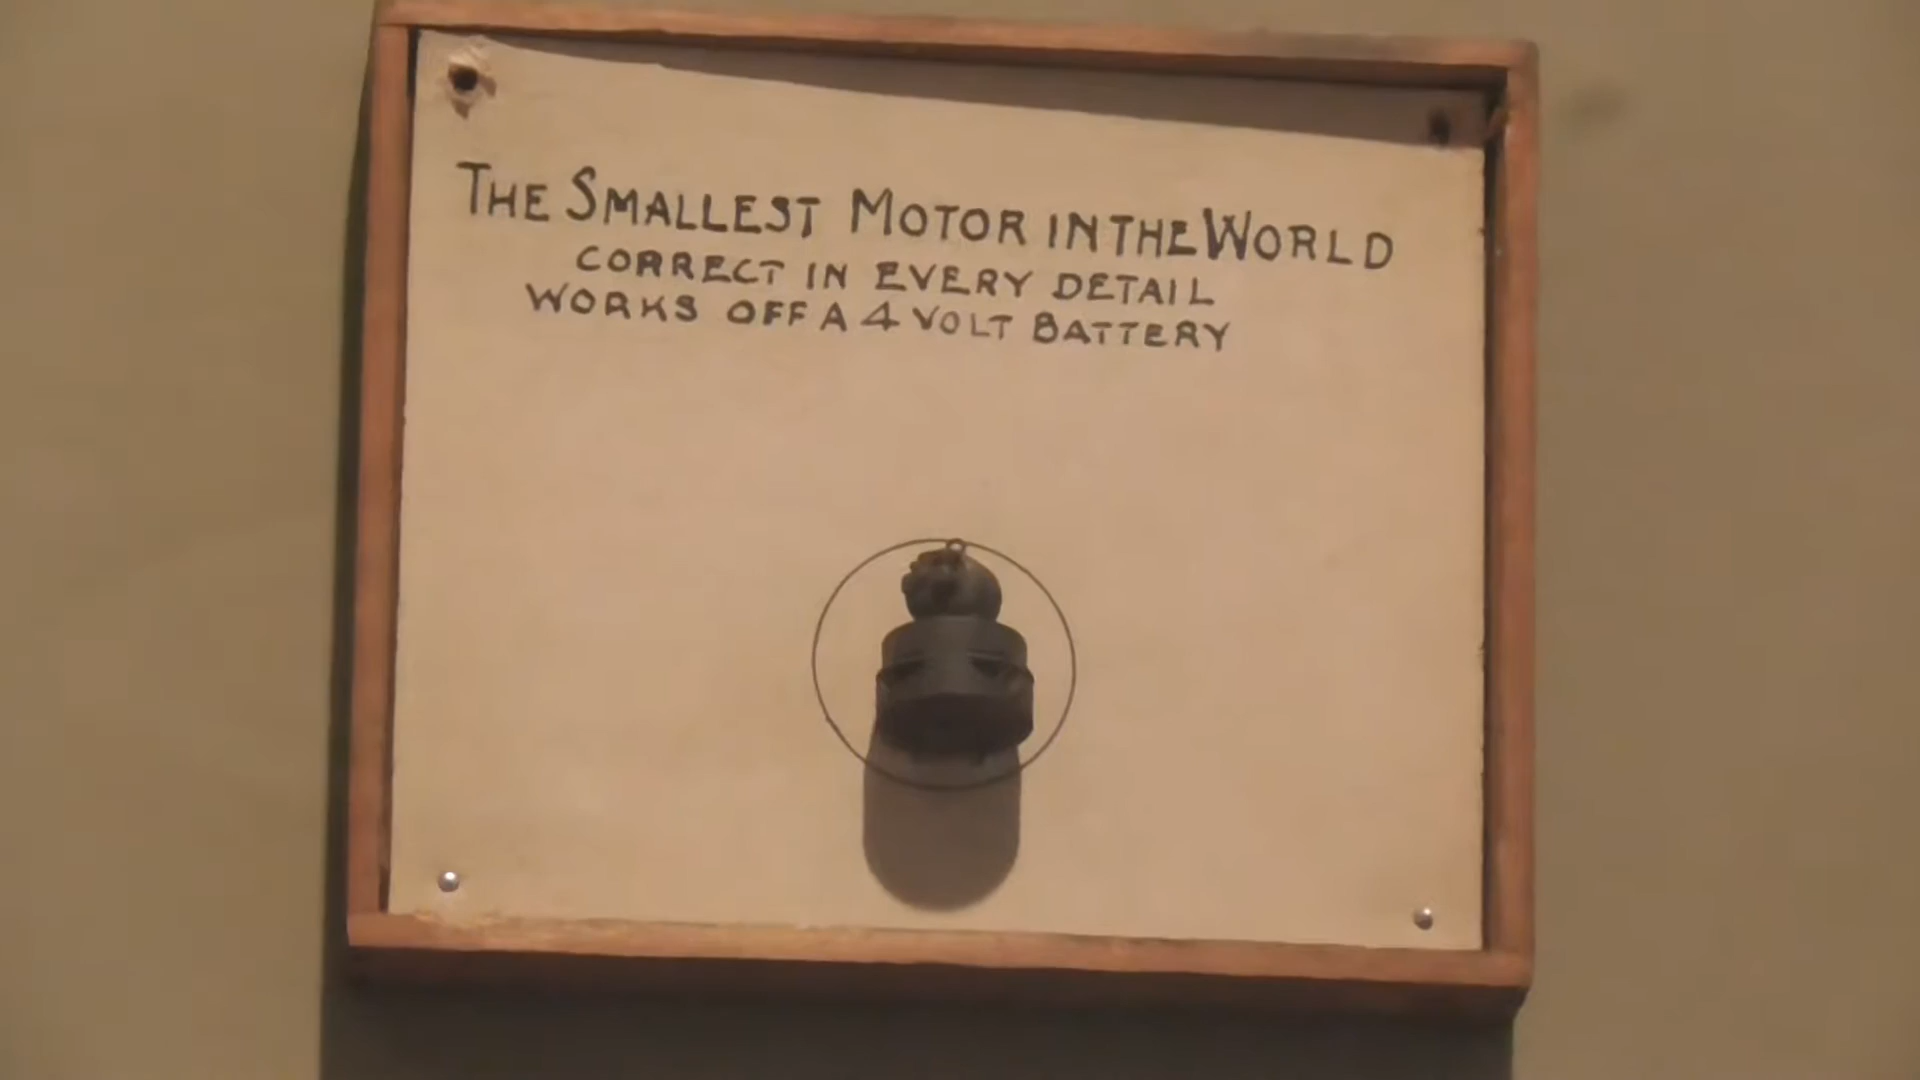 THE SMALLEST MOTOR IN THE WORLD
CORRECT IN EVERY DETAIL
WORKS OFF A 4 VOLT BATTERY